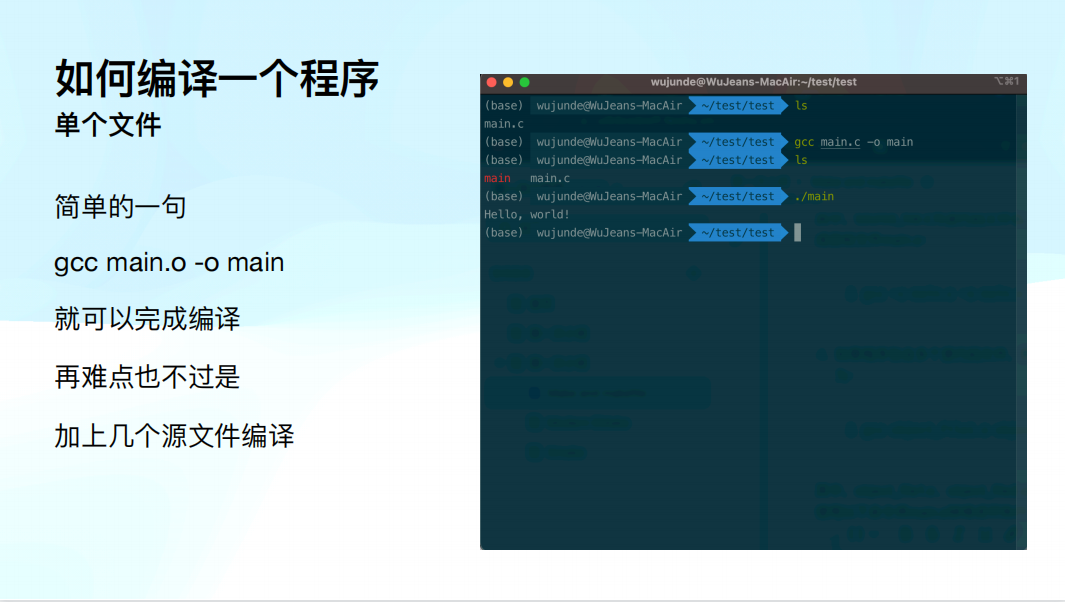 如何编译一个程序
单个文件
简单的一句
gcc main.o -o main
就可以完成编译
再难点也不过是
加上几个源文件编译
wujunde@WuJeans-MacAir:~/test/test
⌥⌘1
(base) wujunde@WuJeans-MacAir ~/test/test ls
main.c
(base) wujunde@WuJeans-MacAir ~/test/test gcc main.c -o main
(base) wujunde@WuJeans-MacAir ~/test/test ls
main main.c
(base) wujunde@WuJeans-MacAir ~/test/test ./main
Hello, world!
(base) wujunde@WuJeans-MacAir ~/test/test